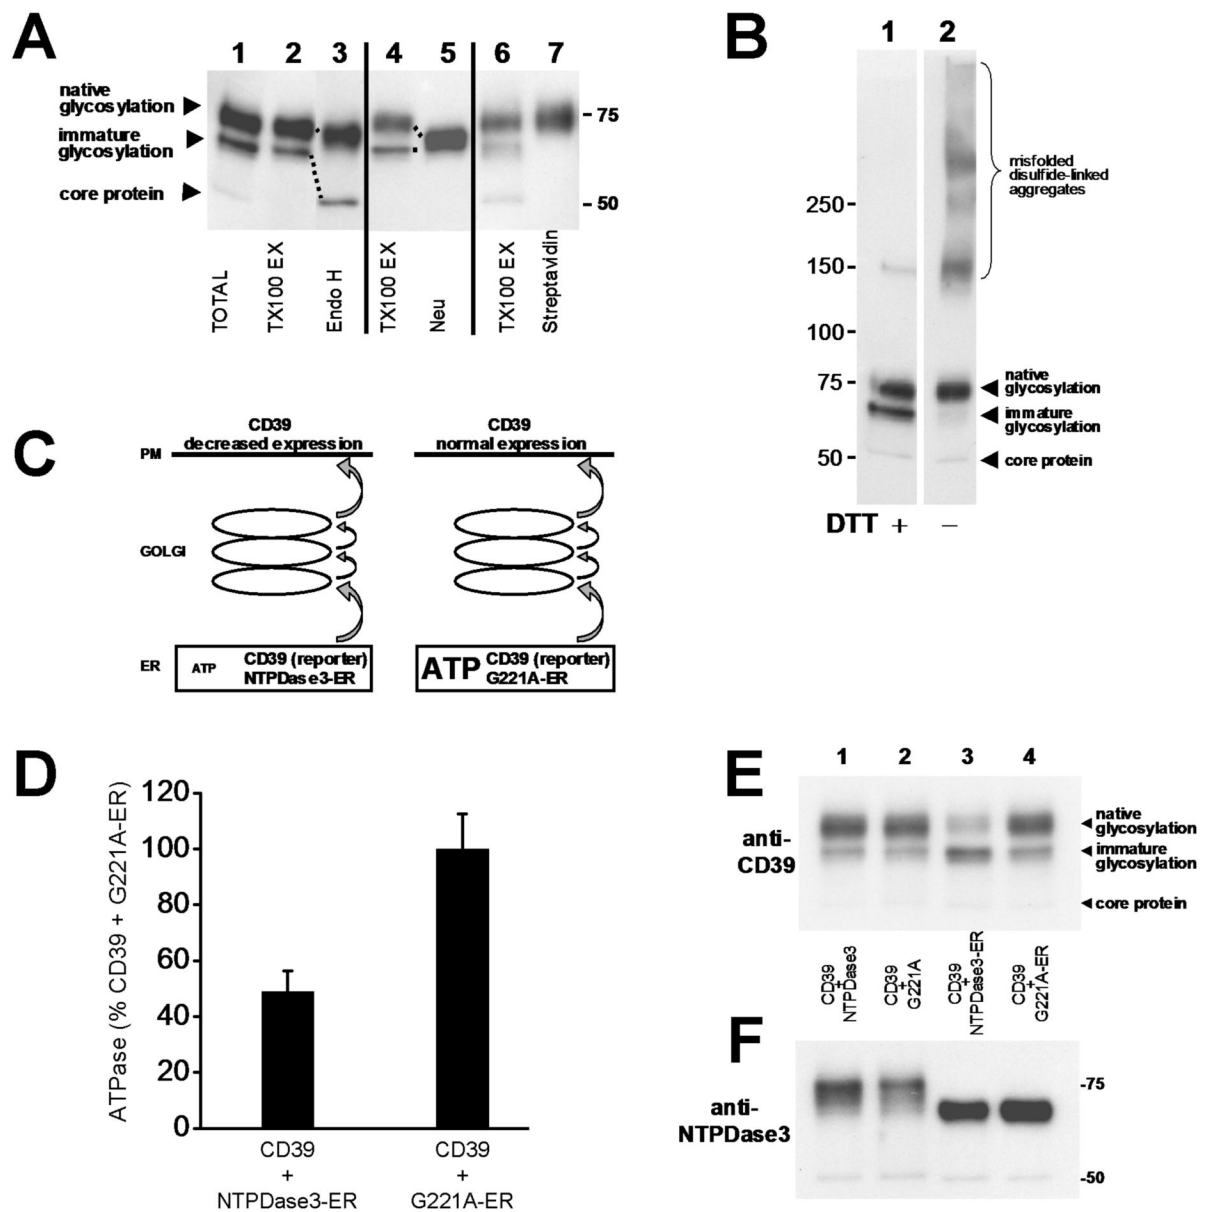 A
1 2 3 4 5 6 7
native
glycosylation
immature
glycosylation
core protein
- 75
- 50
TOTAL
TX100 EX
Endo H
TX100 EX
Neu
TX100 EX
Streptavidin
B
1 2
250 -
150 -
100 -
75 -
50 -
misfolded
disulfide-linked
aggregates
native
glycosylation
immature
glycosylation
core protein
DTT + −
C
CD39
decreased expression
CD39
normal expression
PM
GOLGI
ER
ATP
CD39 (reporter)
NTPDase3-ER
ATP
CD39 (reporter)
G221A-ER
D
ATPase (% CD39 + G221A-ER)
120
100
80
60
40
20
0
CD39
+
NTPDase3-ER
CD39
+
G221A-ER
E
1 2 3 4
anti-
CD39
native
glycosylation
immature
glycosylation
core protein
CD39
+
NTPDase3
CD39
+
G221A
CD39
+
NTPDase3-ER
CD39
+
G221A-ER
F
anti-
NTPDase3
-75
-50